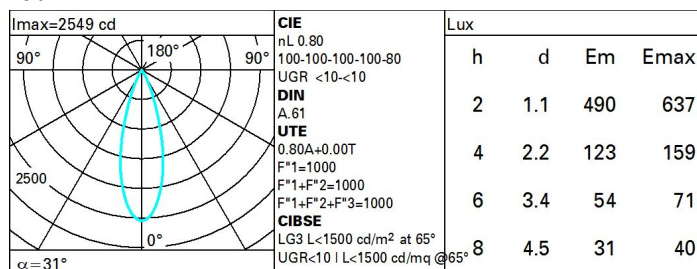 Imax=2549 cd
90° 180° 90°
2500
0°
α=31°
CIE
nL 0.80
100-100-100-100-80
UGR <10-<10
DIN
A.61
UTE
0.80A+0.00T
F"1=1000
F"1+F"2=1000
F"1+F"2+F"3=1000
CIBSE
LG3 L<1500 cd/m² at 65°
UGR<10 | L<1500 cd/mq @65°
Lux
h d Em Emax
2 1.1 490 637
4 2.2 123 159
6 3.4 54 71
8 4.5 31 40